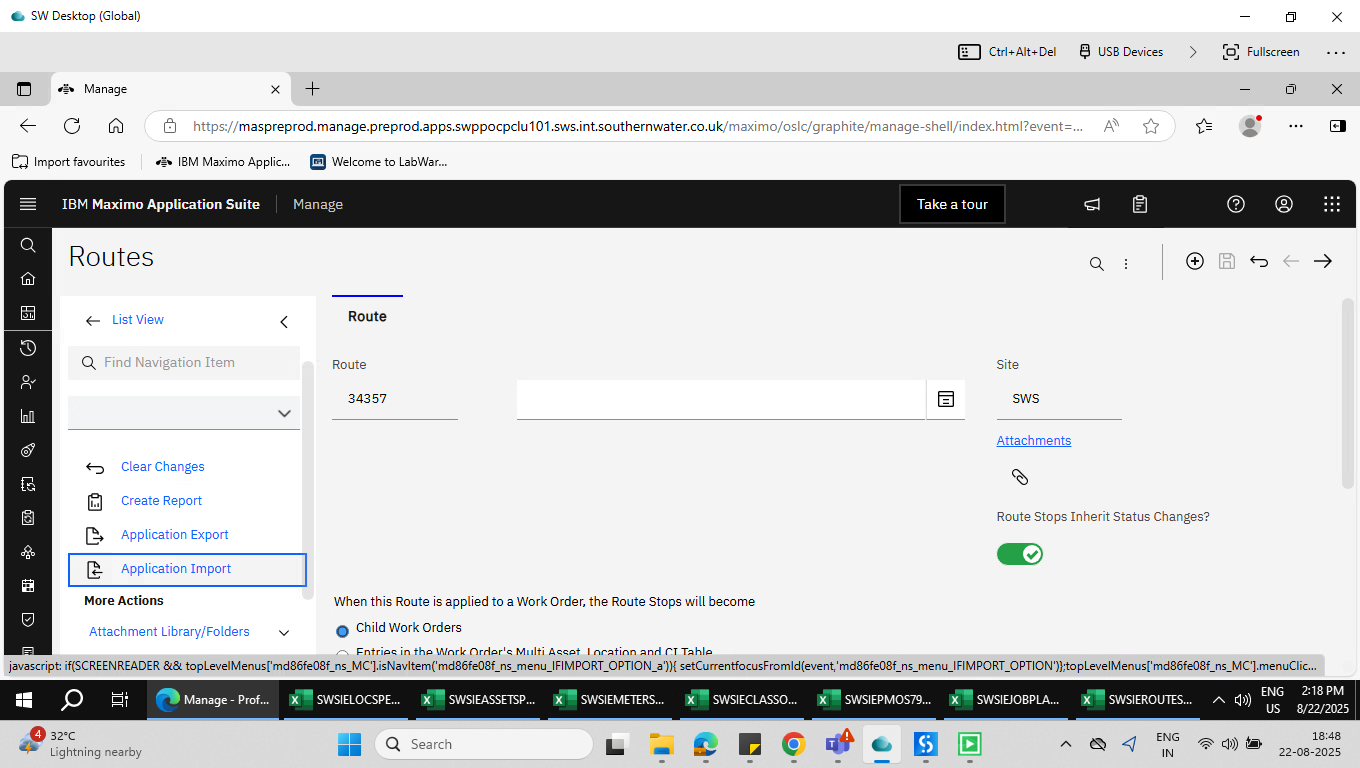 SW Desktop (Global)
Ctrl+Alt+Del
USB Devices
Fullscreen
Manage
https://maspreprod.manage.preprod.apps.swppocpclu101.sws.int.southernwater.co.uk/maximo/oslc/graphite/manage-shell/index.html?event=...
Import favourites
IBM Maximo Applic...
Welcome to LabWar...
IBM Maximo Application Suite
Manage
Take a tour
Routes
List View
Find Navigation Item
Clear Changes
Create Report
Application Export
Application Import
More Actions
Attachment Library/Folders
Route
Route
34357
Site
SWS
Attachments
Route Stops Inherit Status Changes?
When this Route is applied to a Work Order, the Route Stops will become
Child Work Orders
Entries in the Work Order's Multi Asset, Location and CI Table
javascript: if(SCREENREADER && topLevelMenus['md86fe08f_ns_MC'].isNavItem('md86fe08f_ns_menu_IFIMPORT_OPTION_a')){ setCurrentfocusFromId(event,'md86fe08f_ns_menu_IFIMPORT_OPTION')};topLevelMenus['md86fe08f_ns_MC'].menuClic...
Manage - Prof...
SWSIELOCSPE...
SWSIEASSETSP...
SWSIEMETERS...
SWSIECLASSO...
SWSIEPMOS79...
SWSIEJOBPLA...
SWSIEROUTES...
ENG
US
2:18 PM
8/22/2025
4
32°C
Lightning nearby
Search
ENG
IN
18:48
22-08-2025